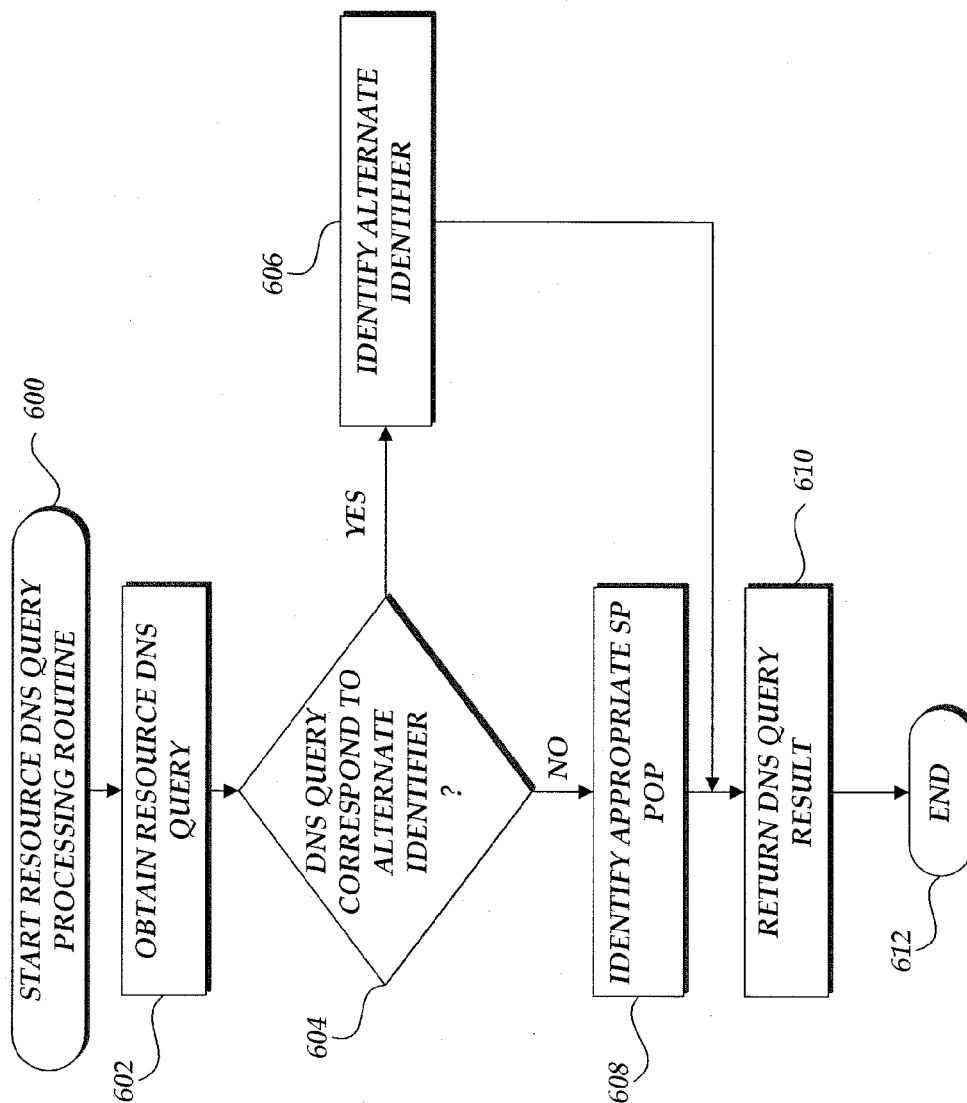 START RESOURCE DNS QUERY
PROCESSING ROUTINE
600
OBTAIN RESOURCE DNS
QUERY
602
DNS QUERY
CORRESPOND TO
ALTERNATE
IDENTIFIER
?
604
YES
IDENTIFY ALTERNATE
IDENTIFIER
606
NO
IDENTIFY APPROPRIATE SP
POP
608
RETURN DNS QUERY
RESULT
610
END
612